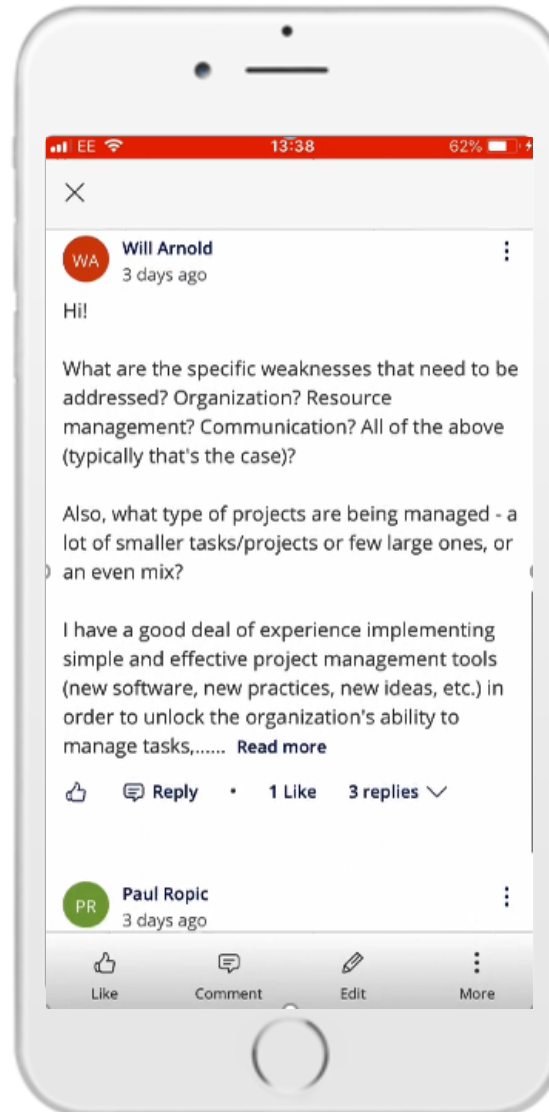 EE 13:38 62%
WA Will Arnold
3 days ago
Hi!
What are the specific weaknesses that need to be
addressed? Organization? Resource
management? Communication? All of the above
(typically that's the case)?
Also, what type of projects are being managed - a
lot of smaller tasks/projects or few large ones, or
an even mix?
I have a good deal of experience implementing
simple and effective project management tools
(new software, new practices, new ideas, etc.) in
order to unlock the organization's ability to
manage tasks,...... Read more
Reply • 1 Like 3 replies
PR Paul Ropic
3 days ago
Like Comment Edit More